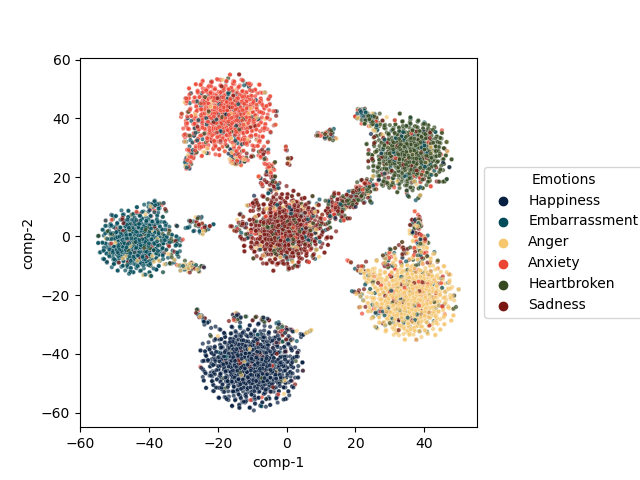 60
40
20
0
−20
−40
−60
comp-2
−60 −40 −20 0 20 40
comp-1
Emotions
Happiness
Embarrassment
Anger
Anxiety
Heartbroken
Sadness